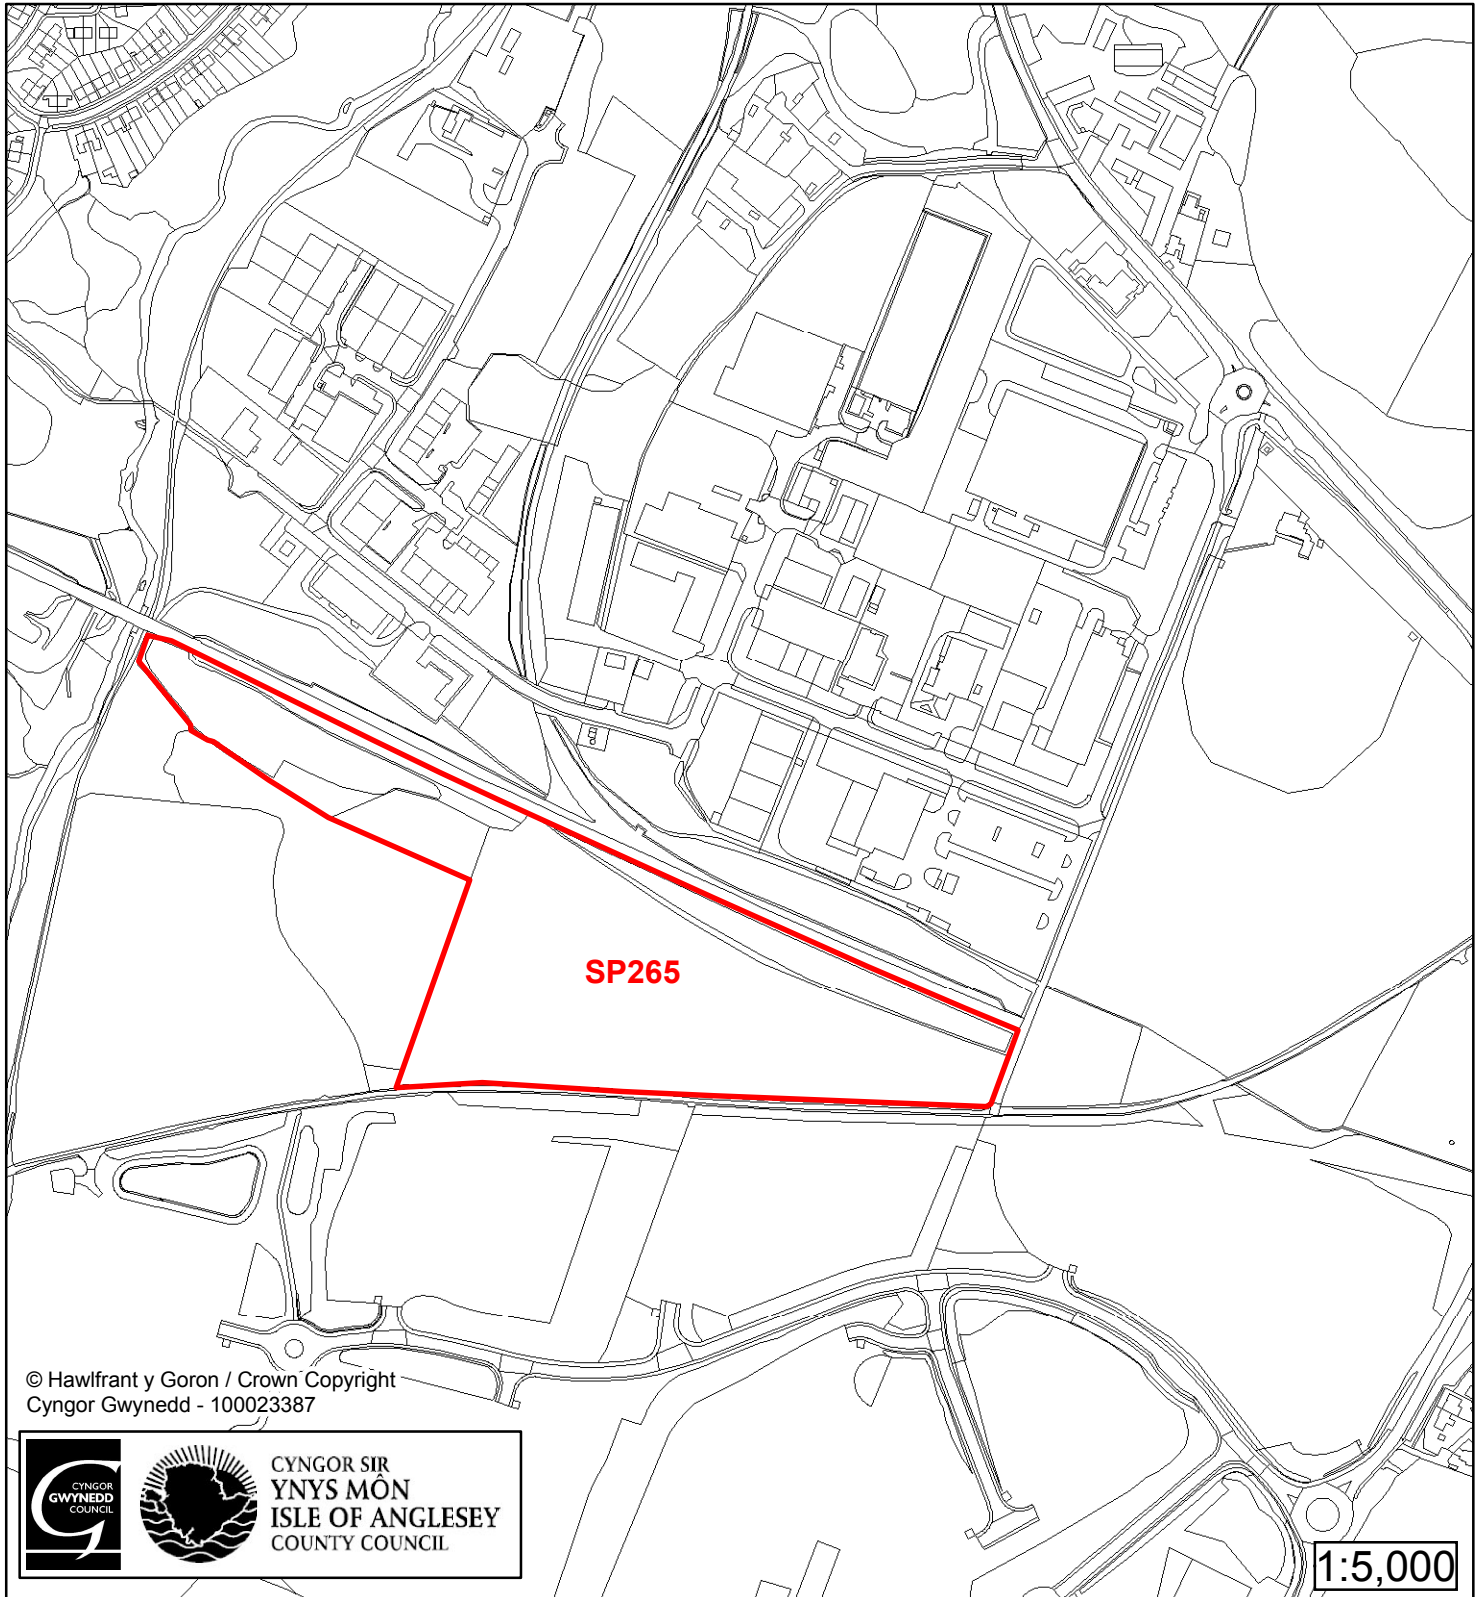 SP265
© Hawlfrant y Goron / Crown Copyright
Cyngor Gwynedd - 100023387
CYNGOR
GWYNEDD
COUNCIL
CYNGOR SIR
YNYS MÔN
ISLE OF ANGLESEY
COUNTY COUNCIL
1:5,000